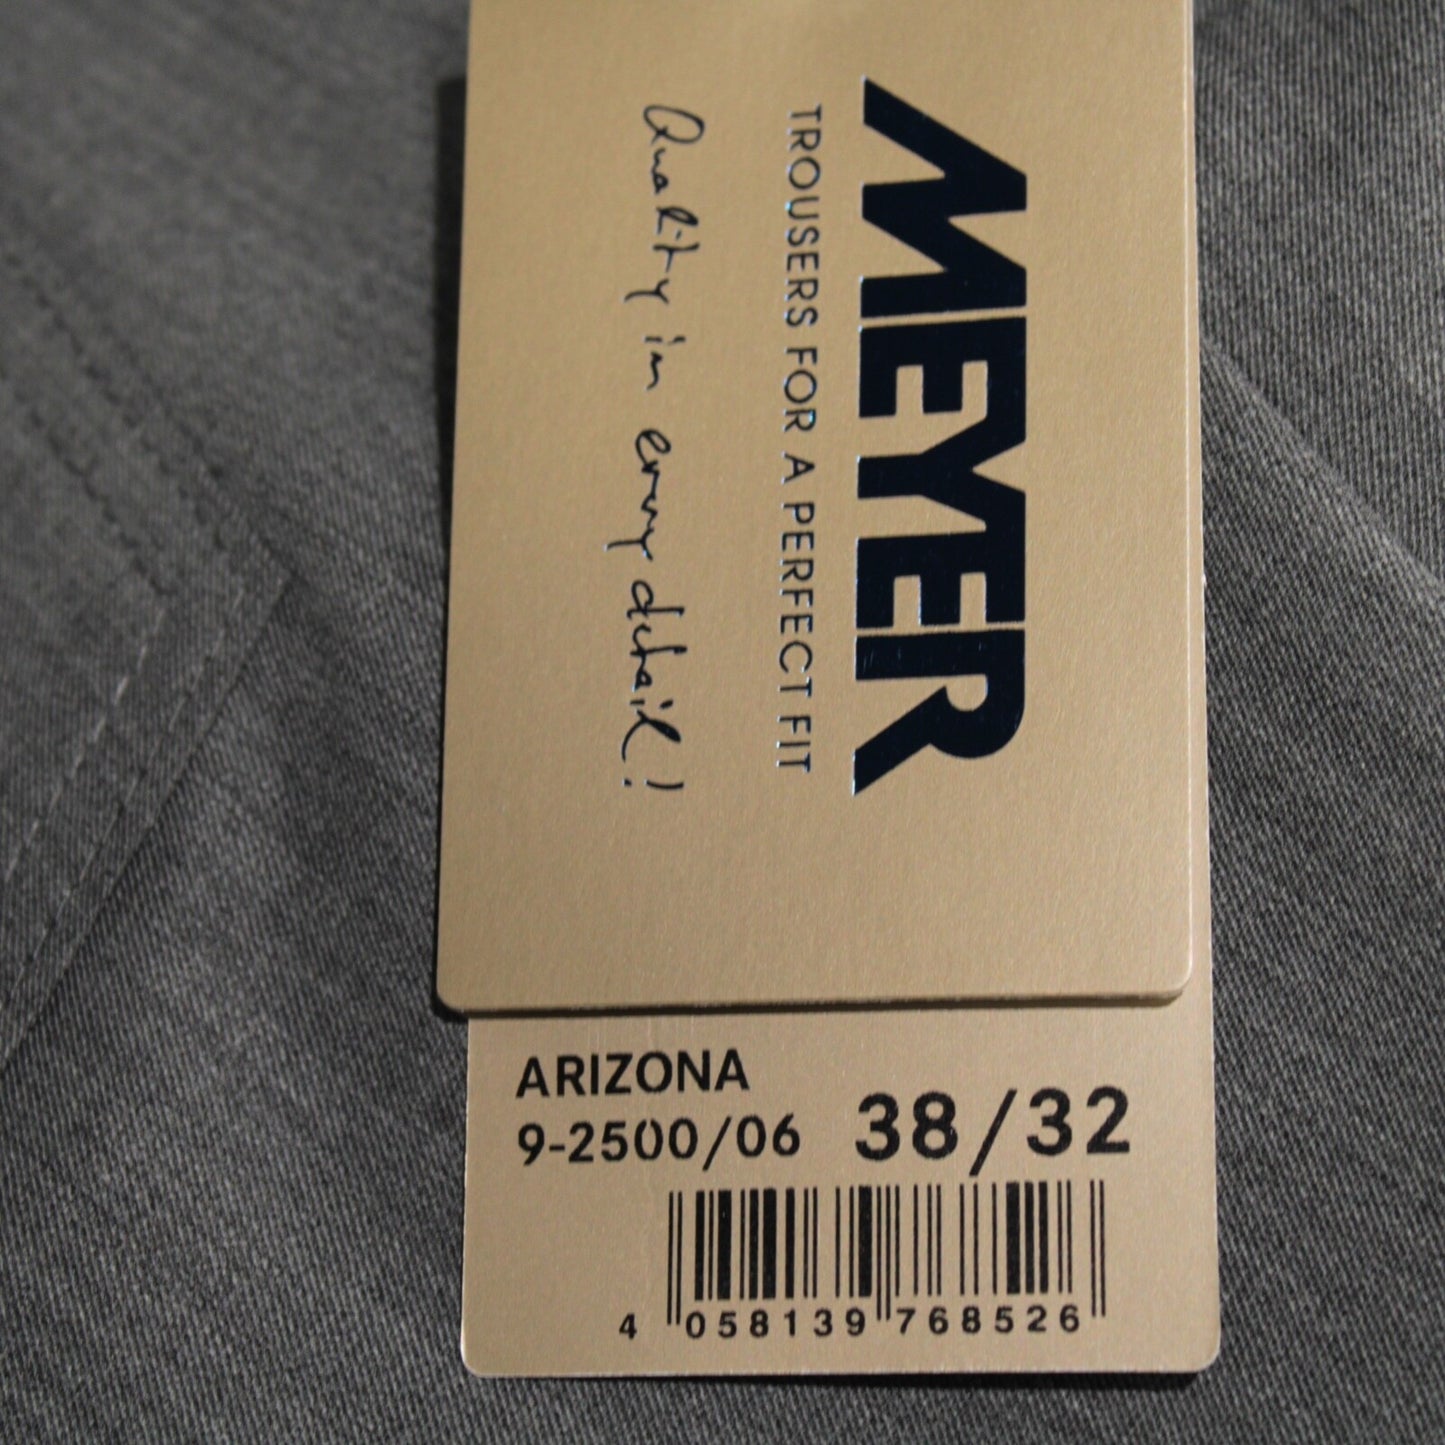 MEYER
TROUSERS FOR A PERFECT FIT
Quality in every detail!
ARIZONA
9-2500/06 38/32
4 058139 768526